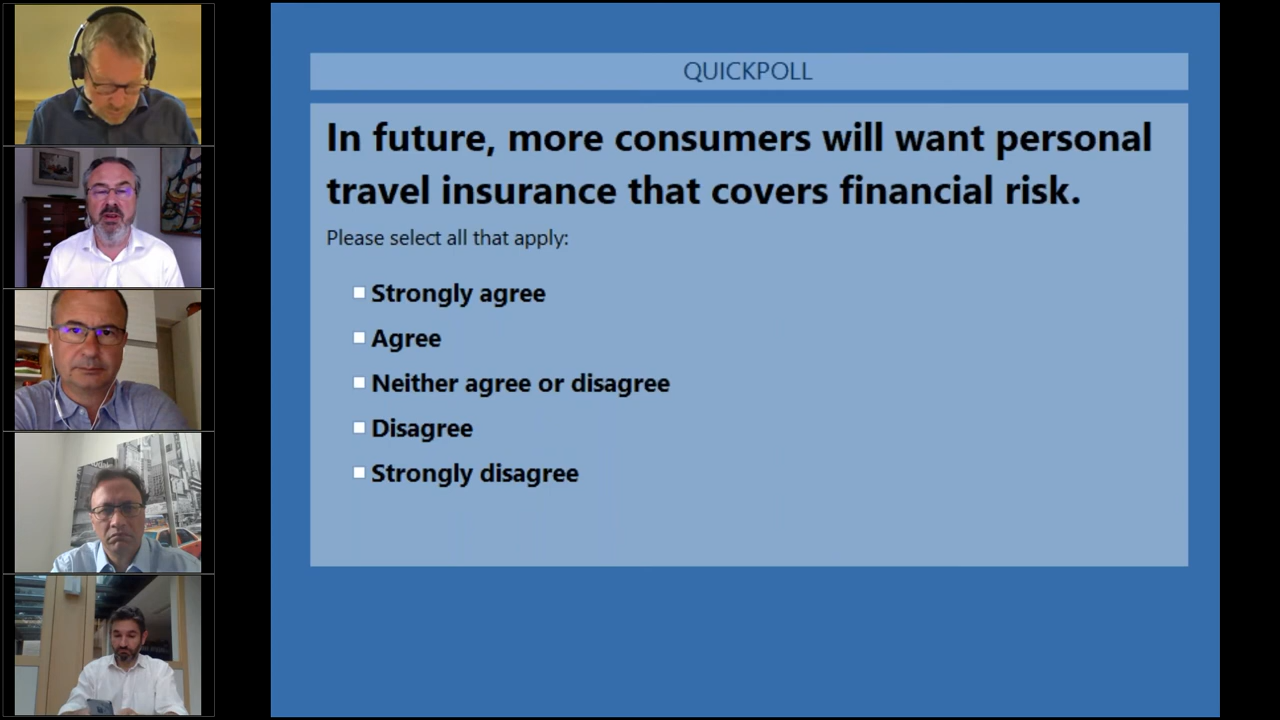 QUICKPOLL
In future, more consumers will want personal
travel insurance that covers financial risk.
Please select all that apply:
Strongly agree
Agree
Neither agree or disagree
Disagree
Strongly disagree